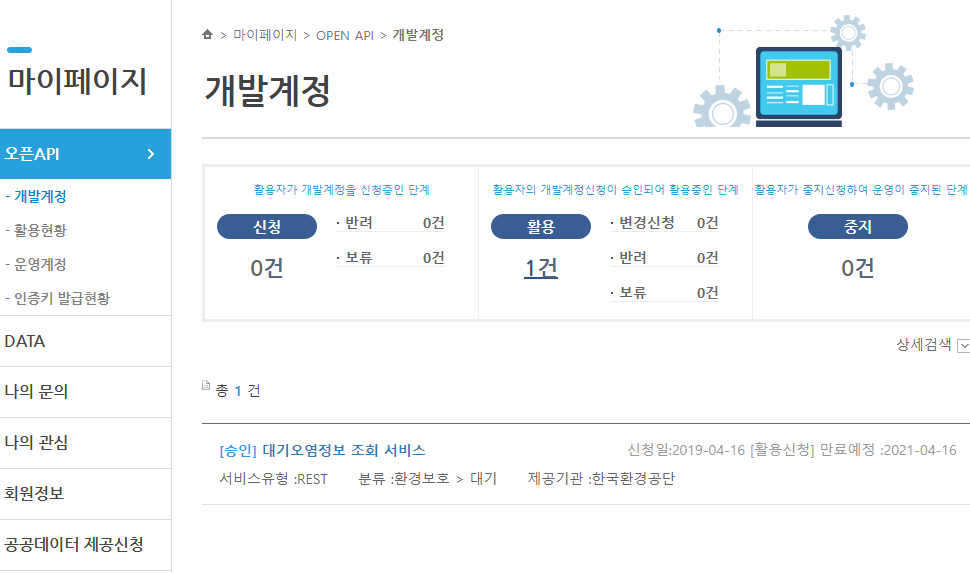 마이페이지
오픈API
- 개발계정
- 활용현황
- 운영계정
- 인증키 발급현황
DATA
나의 문의
나의 관심
회원정보
공공데이터 제공신청
> 마이페이지 > OPEN API > 개발계정
개발계정
활용자가 개발계정을 신청중인 단계
신청
0건
· 반려 0건
· 보류 0건
활용자의 개발계정신청이 승인되어 활용중인 단계
활용
1건
· 변경신청 0건
· 반려 0건
· 보류 0건
활용자가 중지신청하여 운영이 중지된 단계
중지
0건
상세검색
총 1 건
[승인] 대기오염정보 조회 서비스 신청일:2019-04-16 [활용신청] 만료예정 :2021-04-16
서비스유형 :REST 분류 :환경보호 > 대기 제공기관 :한국환경공단